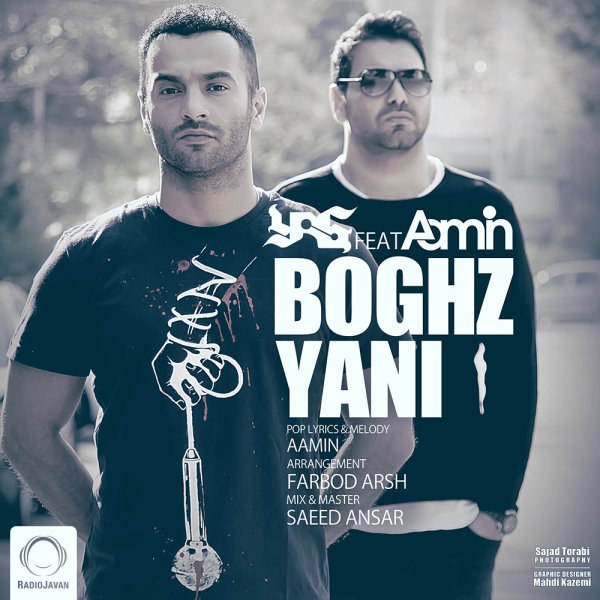 YAS FEAT Aamin
BOGHZ
YANI
POP LYRICS & MELODY
AAMIN
ARRANGEMENT
FARBOD ARSH
MIX & MASTER
SAEED ANSAR
RADIOJAVAN
Sajad Torabi
PHOTOGRAPHY
GRAPHIC DESIGNER
Mahdi Kazemi